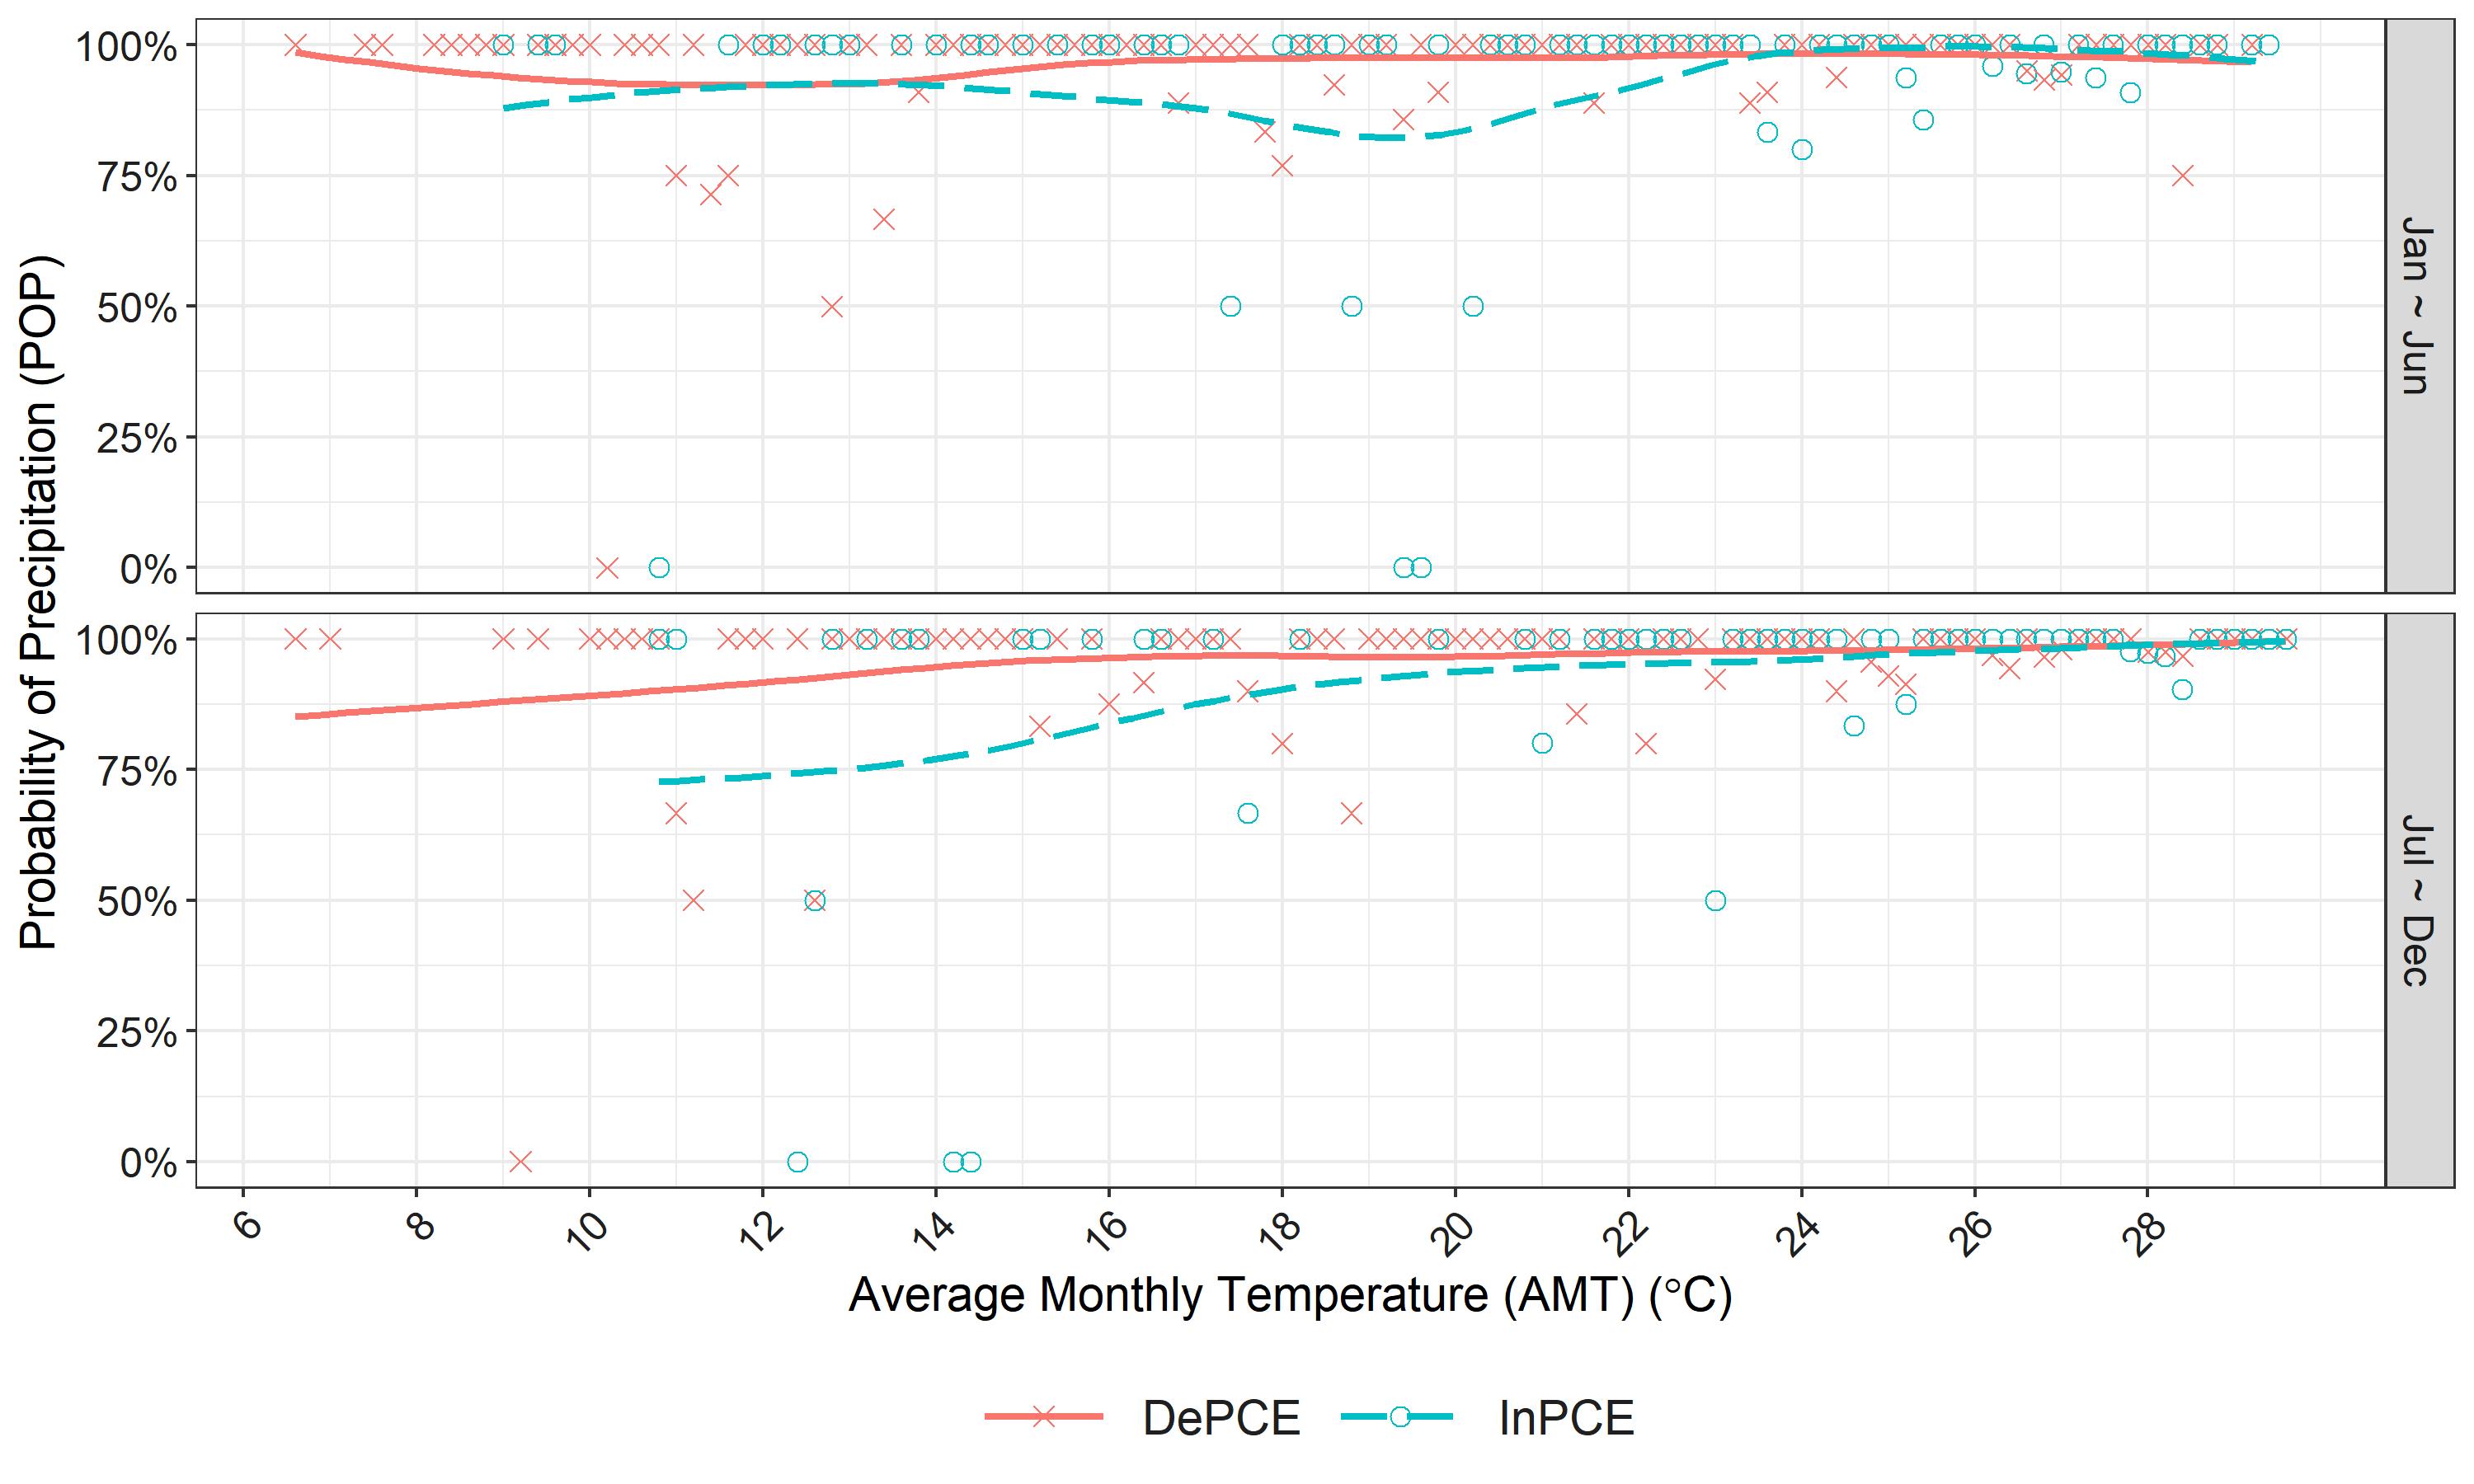 Probability of Precipitation (POP)
100%
75%
50%
25%
0%
Jan ~ Jun
100%
75%
50%
25%
0%
Jul ~ Dec
6 8 10 12 14 16 18 20 22 24 26 28
Average Monthly Temperature (AMT) (°C)
DePCE InPCE